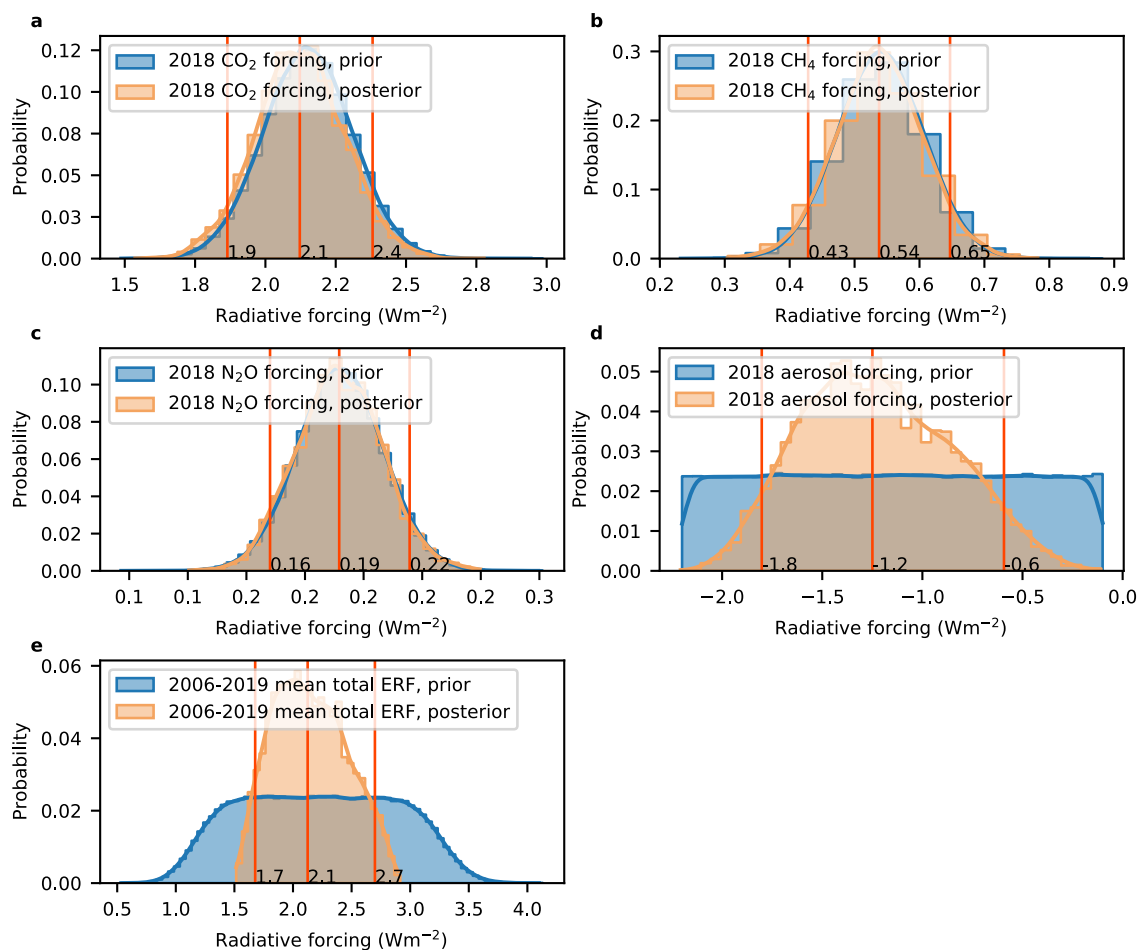 a
2018 CO₂ forcing, prior
2018 CO₂ forcing, posterior
0.12
0.10
0.08
0.05
0.03
0.00
Probability
1.9 2.1 2.4
1.5 1.8 2.0 2.2 2.5 2.8 3.0
Radiative forcing (Wm⁻²)
b
2018 CH₄ forcing, prior
2018 CH₄ forcing, posterior
0.3
0.2
0.1
0.0
Probability
0.43 0.54 0.65
0.2 0.3 0.4 0.5 0.6 0.7 0.8 0.9
Radiative forcing (Wm⁻²)
c
2018 N₂O forcing, prior
2018 N₂O forcing, posterior
0.10
0.08
0.06
0.04
0.02
0.00
Probability
0.16 0.19 0.22
0.1 0.1 0.2 0.2 0.2 0.2 0.2 0.3
Radiative forcing (Wm⁻²)
d
2018 aerosol forcing, prior
2018 aerosol forcing, posterior
0.05
0.04
0.03
0.02
0.01
0.00
Probability
-1.8 -1.2 -0.6
−2.0 −1.5 −1.0 −0.5 0.0
Radiative forcing (Wm⁻²)
e
2006-2019 mean total ERF, prior
2006-2019 mean total ERF, posterior
0.06
0.04
0.02
0.00
Probability
1.7 2.1 2.7
0.5 1.0 1.5 2.0 2.5 3.0 3.5 4.0
Radiative forcing (Wm⁻²)